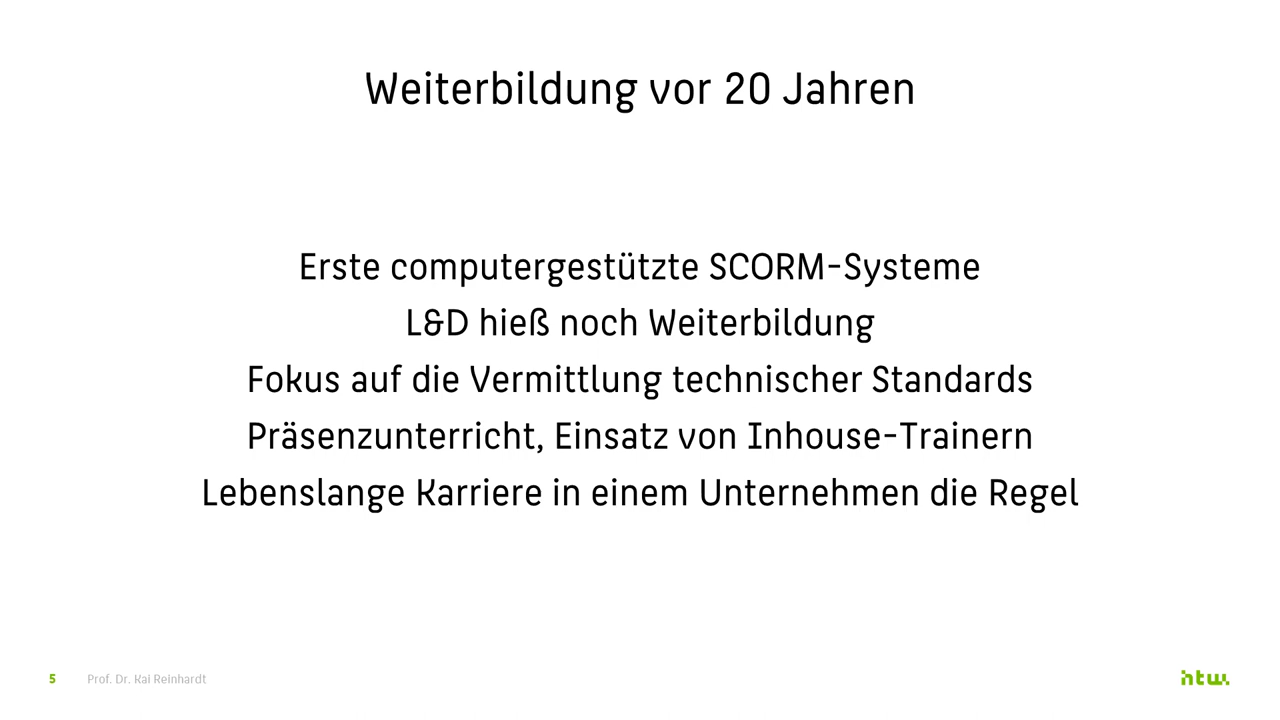 Weiterbildung vor 20 Jahren
Erste computergestützte SCORM-Systeme
L&D hieß noch Weiterbildung
Fokus auf die Vermittlung technischer Standards
Präsenzunterricht, Einsatz von Inhouse-Trainern
Lebenslange Karriere in einem Unternehmen die Regel
5 Prof. Dr. Kai Reinhardt
htw.